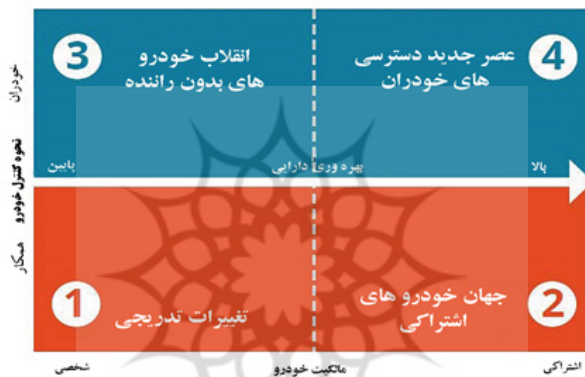 عصر جدید دسترسی
های خودران
4
انقلاب خودرو
های بدون راننده
3
خودران
بالا
بهره وری دارایی
پایین
نحوه کنترل خودرو
همکار
جهان خودرو های
اشتراکی
2
تغییرات تدریجی
1
اشتراکی
مالکیت خودرو
شخصی